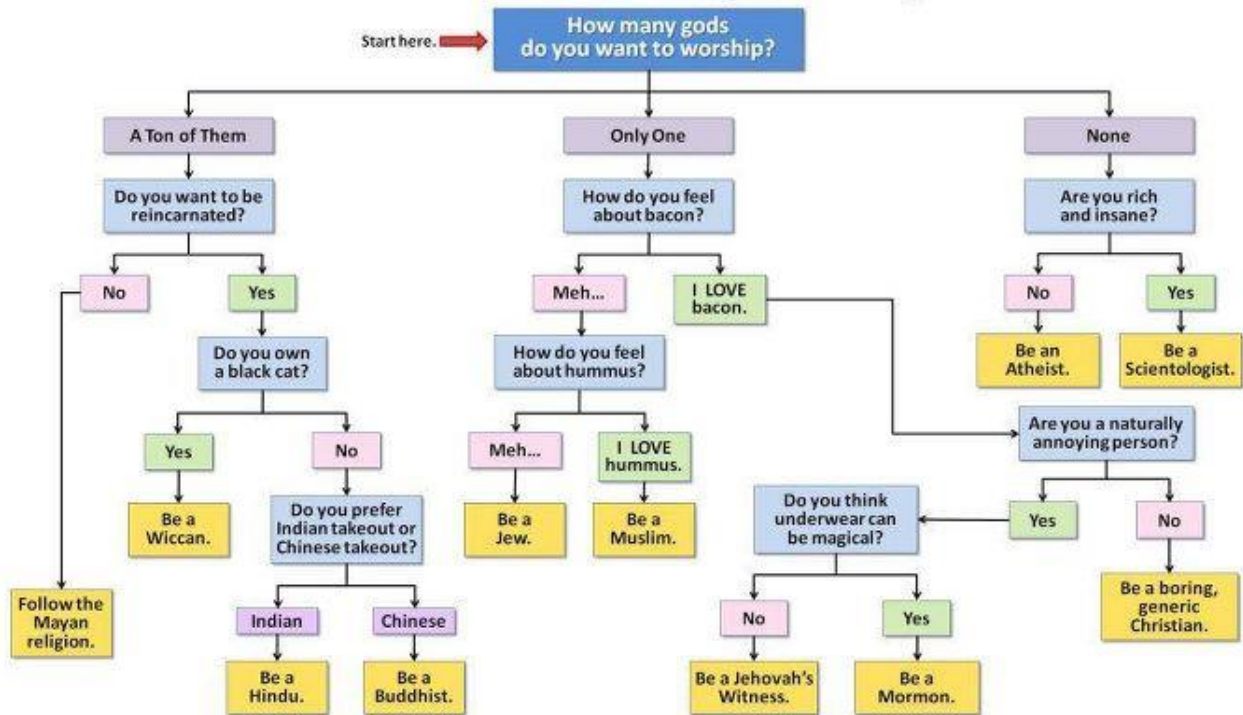 How many gods
do you want to worship?
Start here.
A Ton of Them
Only One
None
Do you want to be
reincarnated?
How do you feel
about bacon?
Are you rich
and insane?
No
Yes
Meh...
I LOVE
bacon.
No
Yes
Do you own
a black cat?
How do you feel
about hummus?
Be an
Atheist.
Be a
Scientologist.
Are you a naturally
annoying person?
Yes
No
Meh...
I LOVE
hummus.
Do you prefer
Indian takeout or
Chinese takeout?
Do you think
underwear can
be magical?
Yes
No
Be a
Wiccan.
Be a
Jew.
Be a
Muslim.
Follow the
Mayan
religion.
Indian
Chinese
No
Yes
Be a boring,
generic
Christian.
Be a
Hindu.
Be a
Buddhist.
Be a Jehovah's
Witness.
Be a
Mormon.